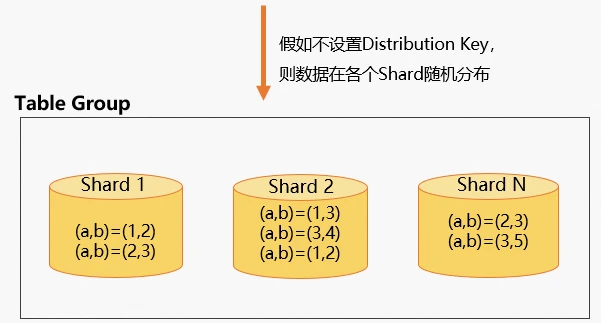 假如不设置Distribution Key，
则数据在各个Shard随机分布
Table Group
Shard 1
(a,b)=(1,2)
(a,b)=(2,3)
Shard 2
(a,b)=(1,3)
(a,b)=(3,4)
(a,b)=(1,2)
Shard N
(a,b)=(2,3)
(a,b)=(3,5)